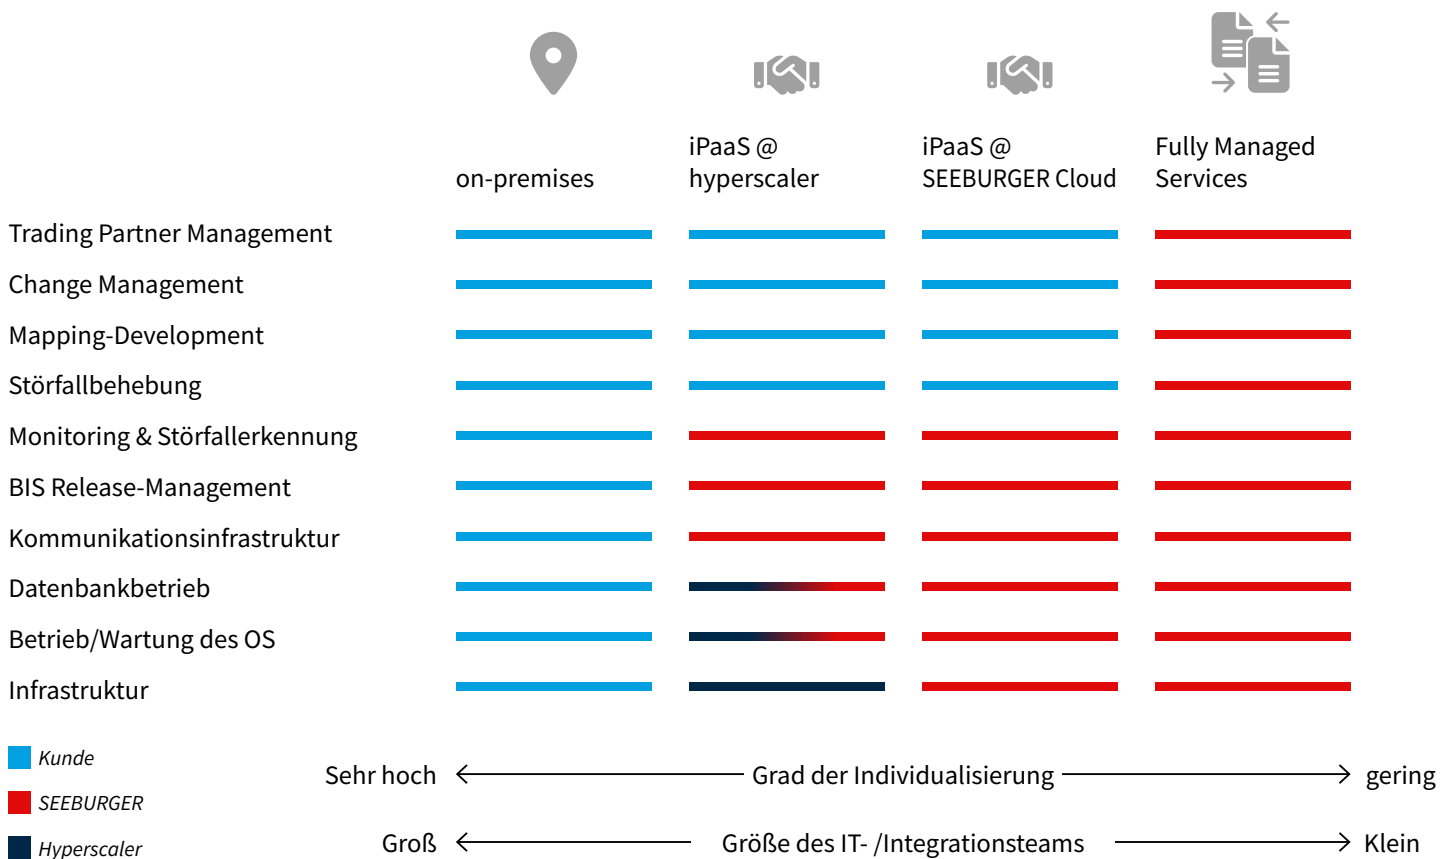 on-premises
iPaaS @
hyperscaler
iPaaS @
SEEBURGER Cloud
Fully Managed
Services
Trading Partner Management
Change Management
Mapping-Development
Störfallbehebung
Monitoring & Störfallerkennung
BIS Release-Management
Kommunikationsinfrastruktur
Datenbankbetrieb
Betrieb/Wartung des OS
Infrastruktur
Kunde
SEEBURGER
Hyperscaler
Sehr hoch Grad der Individualisierung gering
Groß Größe des IT- /Integrationsteams Klein